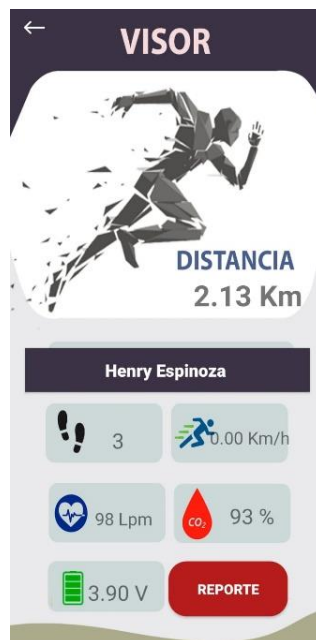 VISOR
DISTANCIA
2.13 Km
Henry Espinoza
3
0.00 Km/h
98 Lpm
CO₂
93 %
3.90 V
REPORTE